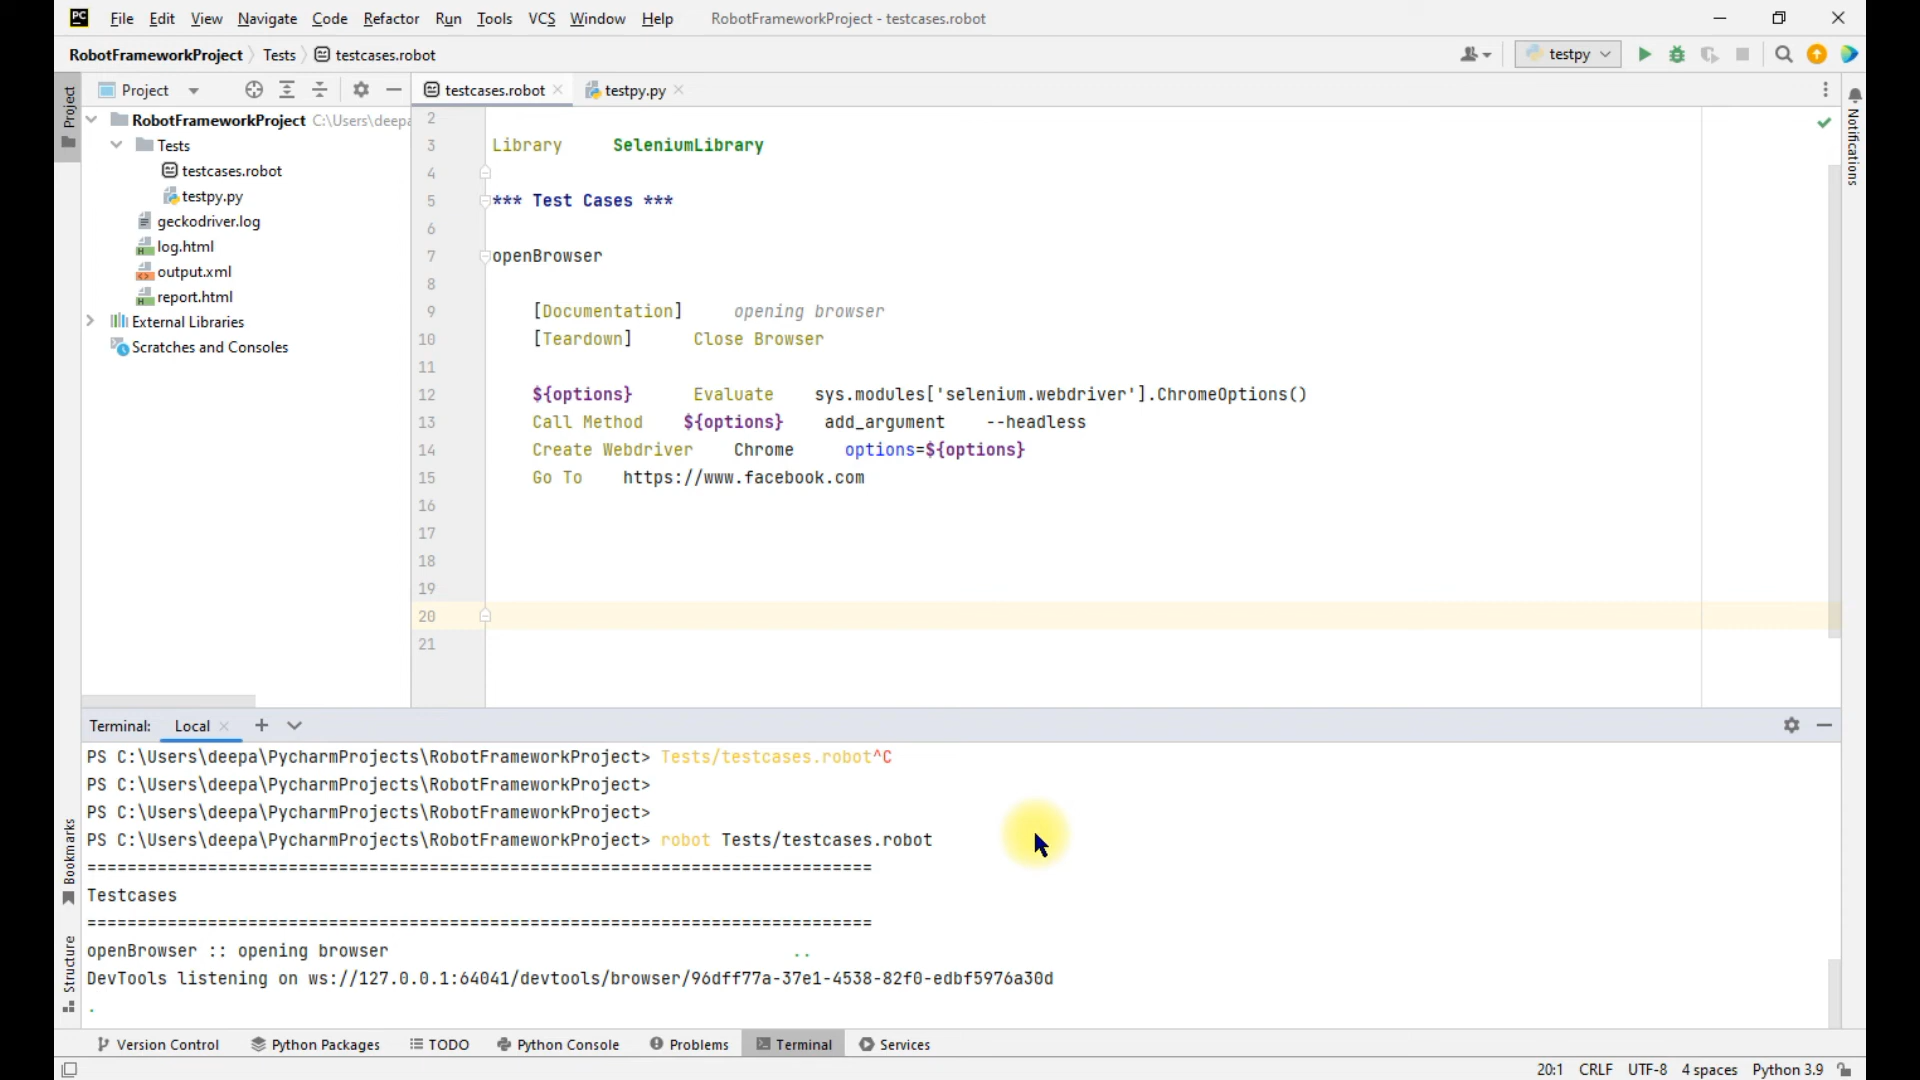 PC File Edit View Navigate Code Refactor Run Tools VCS Window Help RobotFrameworkProject - testcases.robot
RobotFrameworkProject Tests testcases.robot testpy
Project
Project testcases.robot testpy.py
Notifications
RobotFrameworkProject C:\Users\deepa
Tests
testcases.robot
testpy.py
geckodriver.log
log.html
output.xml
report.html
External Libraries
Scratches and Consoles
2
3 Library SeleniumLibrary
4
5 *** Test Cases ***
6
7 openBrowser
8
9 [Documentation] opening browser
10 [Teardown] Close Browser
11
12 ${options} Evaluate sys.modules['selenium.webdriver'].ChromeOptions()
13 Call Method ${options} add_argument --headless
14 Create Webdriver Chrome options=${options}
15 Go To https://www.facebook.com
16
17
18
19
20
21
Terminal: Local
PS C:\Users\deepa\PycharmProjects\RobotFrameworkProject> Tests/testcases.robot^C
PS C:\Users\deepa\PycharmProjects\RobotFrameworkProject>
PS C:\Users\deepa\PycharmProjects\RobotFrameworkProject>
PS C:\Users\deepa\PycharmProjects\RobotFrameworkProject> robot Tests/testcases.robot
==============================================================================
Testcases
==============================================================================
openBrowser :: opening browser ..
DevTools listening on ws://127.0.0.1:64041/devtools/browser/96dff77a-37e1-4538-82f0-edbf5976a30d
.
Bookmarks
Structure
Version Control Python Packages TODO Python Console Problems Terminal Services
20:1 CRLF UTF-8 4 spaces Python 3.9